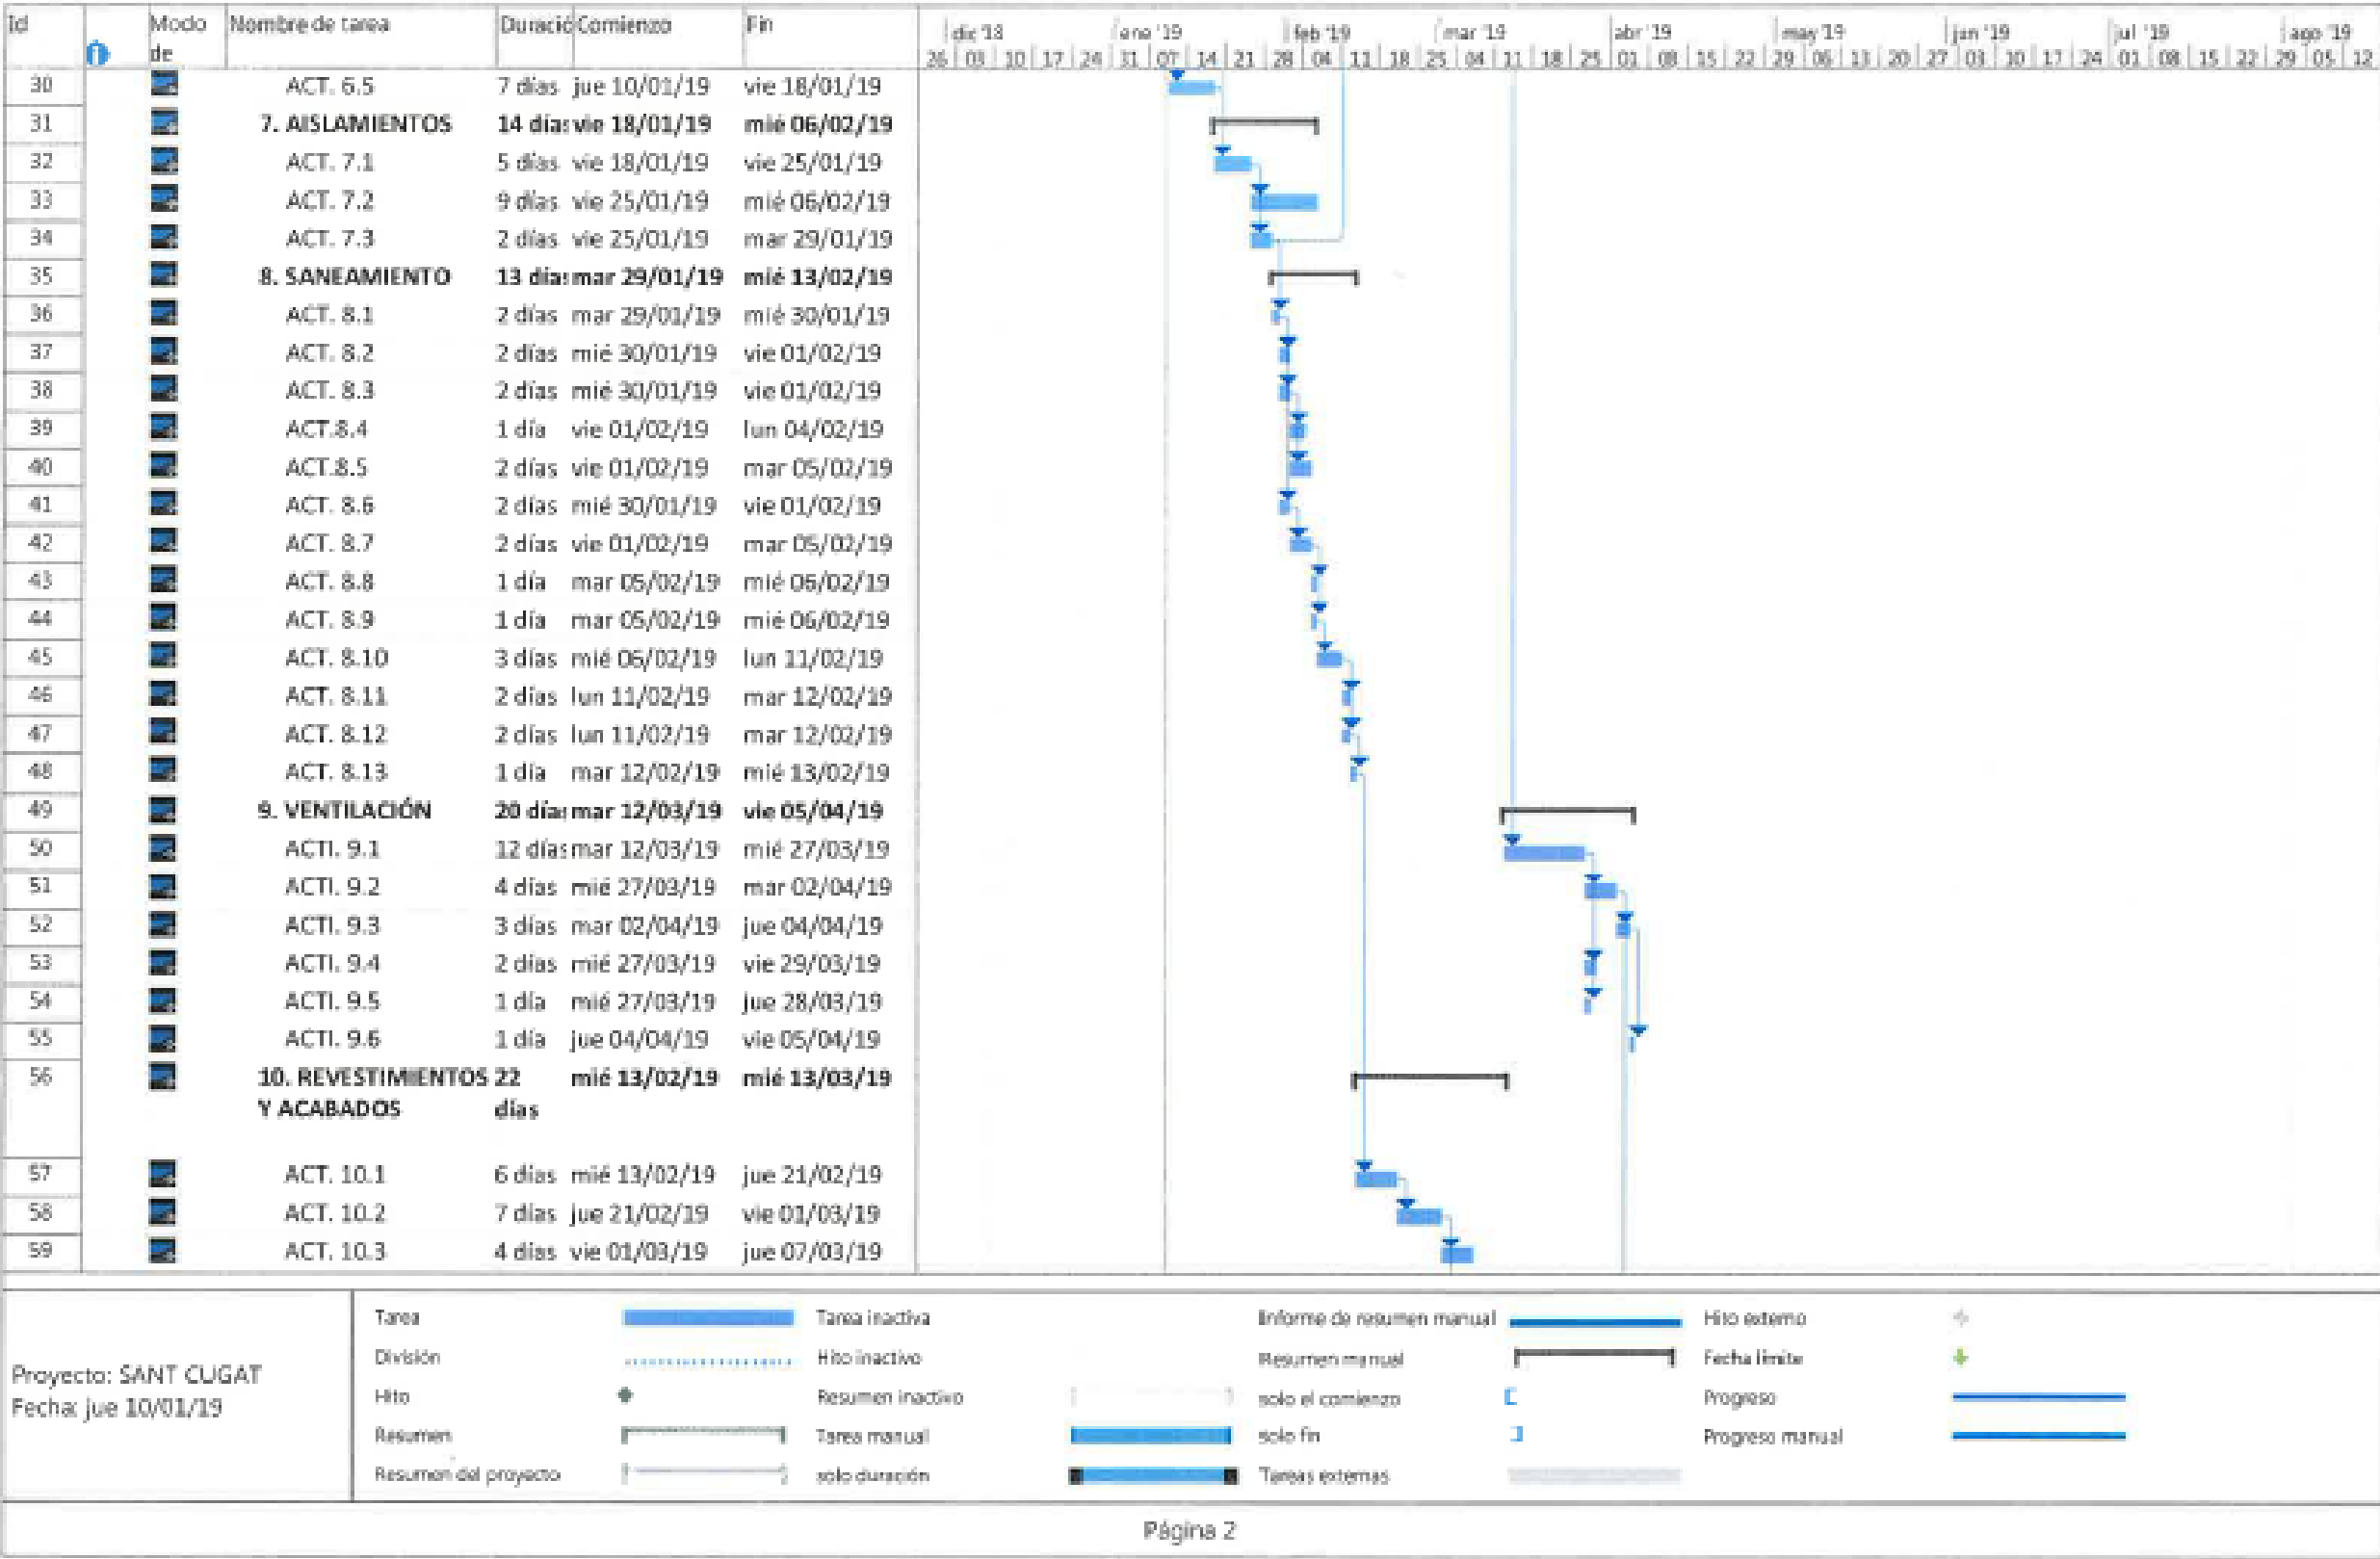 Id Modo de Nombre de tarea Duració Comienzo Fin
dic '18 ene '19 feb '19 mar '19 abr '19 may '19 jun '19 jul '19 ago '19
26 03 10 17 24 31 07 14 21 28 04 11 18 25 04 11 18 25 01 08 15 22 29 06 13 20 27 03 10 17 24 01 08 15 22 29 05 12
30 ACT. 6.5 7 días jue 10/01/19 vie 18/01/19
31 7. AISLAMIENTOS 14 días vie 18/01/19 mié 06/02/19
32 ACT. 7.1 5 días vie 18/01/19 vie 25/01/19
33 ACT. 7.2 9 días vie 25/01/19 mié 06/02/19
34 ACT. 7.3 2 días vie 25/01/19 mar 29/01/19
35 8. SANEAMIENTO 13 días mar 29/01/19 mié 13/02/19
36 ACT. 8.1 2 días mar 29/01/19 mié 30/01/19
37 ACT. 8.2 2 días mié 30/01/19 vie 01/02/19
38 ACT. 8.3 2 días mié 30/01/19 vie 01/02/19
39 ACT.8.4 1 día vie 01/02/19 lun 04/02/19
40 ACT.8.5 2 días vie 01/02/19 mar 05/02/19
41 ACT. 8.6 2 días mié 30/01/19 vie 01/02/19
42 ACT. 8.7 2 días vie 01/02/19 mar 05/02/19
43 ACT. 8.8 1 día mar 05/02/19 mié 06/02/19
44 ACT. 8.9 1 día mar 05/02/19 mié 06/02/19
45 ACT. 8.10 3 días mié 06/02/19 lun 11/02/19
46 ACT. 8.11 2 días lun 11/02/19 mar 12/02/19
47 ACT. 8.12 2 días lun 11/02/19 mar 12/02/19
48 ACT. 8.13 1 día mar 12/02/19 mié 13/02/19
49 9. VENTILACIÓN 20 días mar 12/03/19 vie 05/04/19
50 ACTI. 9.1 12 días mar 12/03/19 mié 27/03/19
51 ACTI. 9.2 4 días mié 27/03/19 mar 02/04/19
52 ACTI. 9.3 3 días mar 02/04/19 jue 04/04/19
53 ACTI. 9.4 2 días mié 27/03/19 vie 29/03/19
54 ACTI. 9.5 1 día mié 27/03/19 jue 28/03/19
55 ACTI. 9.6 1 día jue 04/04/19 vie 05/04/19
56 10. REVESTIMIENTOS 22 mié 13/02/19 mié 13/03/19
Y ACABADOS días
57 ACT. 10.1 6 días mié 13/02/19 jue 21/02/19
58 ACT. 10.2 7 días jue 21/02/19 vie 01/03/19
59 ACT. 10.3 4 días vie 01/03/19 jue 07/03/19
Proyecto: SANT CUGAT
Fecha: jue 10/01/19
Tarea Tarea inactiva Informe de resumen manual Hito externo
División Hito inactivo Resumen manual Fecha límite
Hito Resumen inactivo solo el comienzo Progreso
Resumen Tarea manual solo fin Progreso manual
Resumen del proyecto solo duración Tareas externas
Página 2